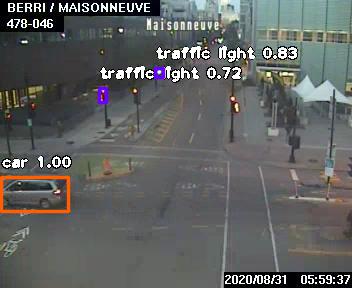 BERRI / MAISONNEUVE
478-046
Maisonneuve
traffic light 0.83
traffic light 0.72
car 1.00
2020/08/31 05:59:37